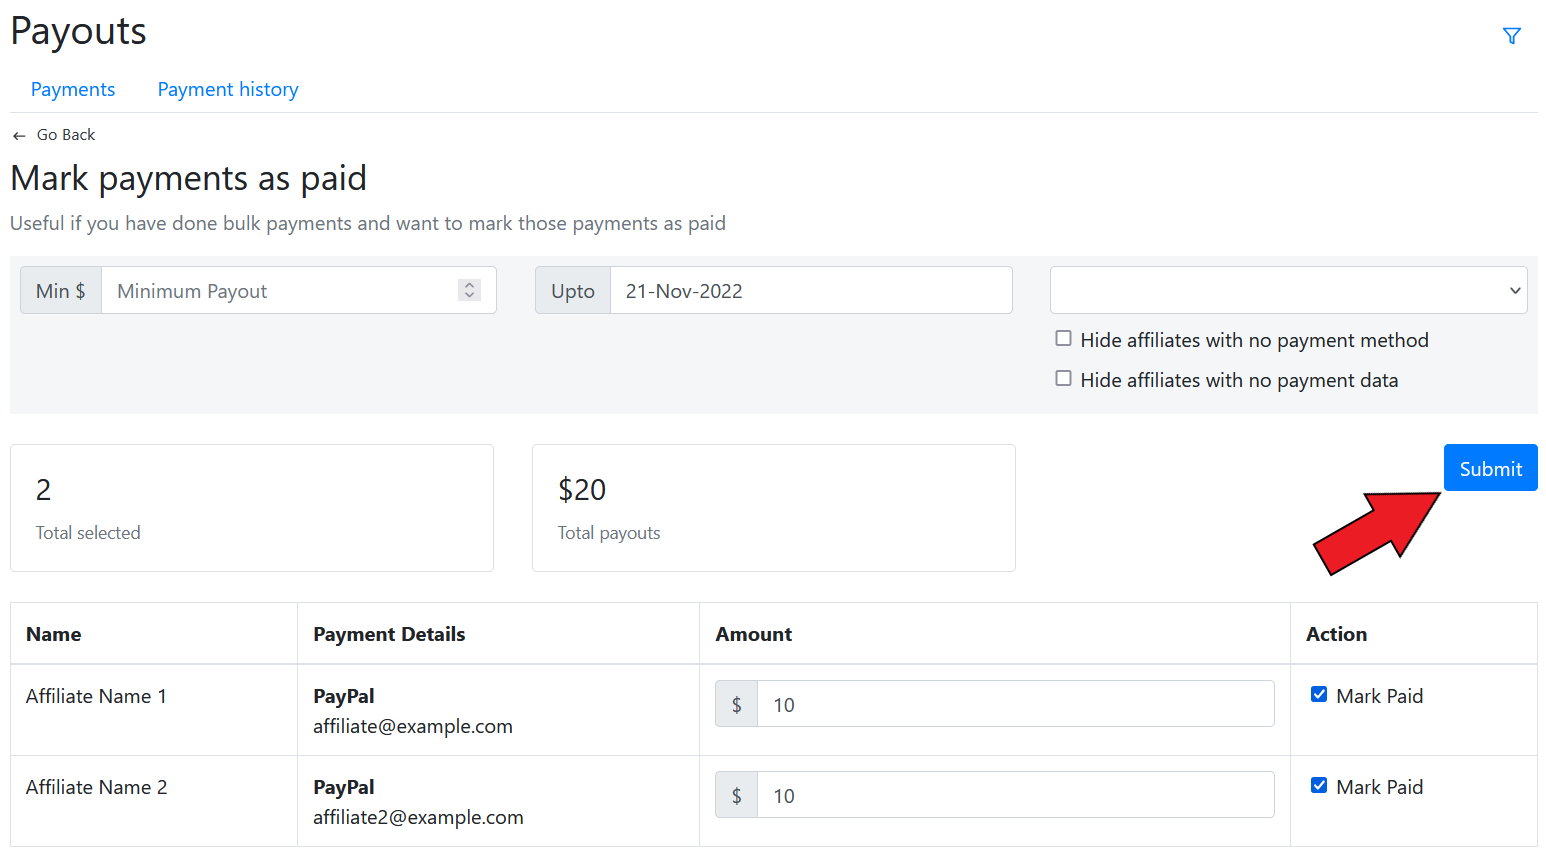 Payouts
Payments Payment history
← Go Back
Mark payments as paid
Useful if you have done bulk payments and want to mark those payments as paid
Min $ Minimum Payout Upto 21-Nov-2022
Hide affiliates with no payment method
Hide affiliates with no payment data
2 $20 Submit
Total selected Total payouts
Name Payment Details Amount Action
Affiliate Name 1 PayPal $ 10 Mark Paid
affiliate@example.com
Affiliate Name 2 PayPal $ 10 Mark Paid
affiliate2@example.com